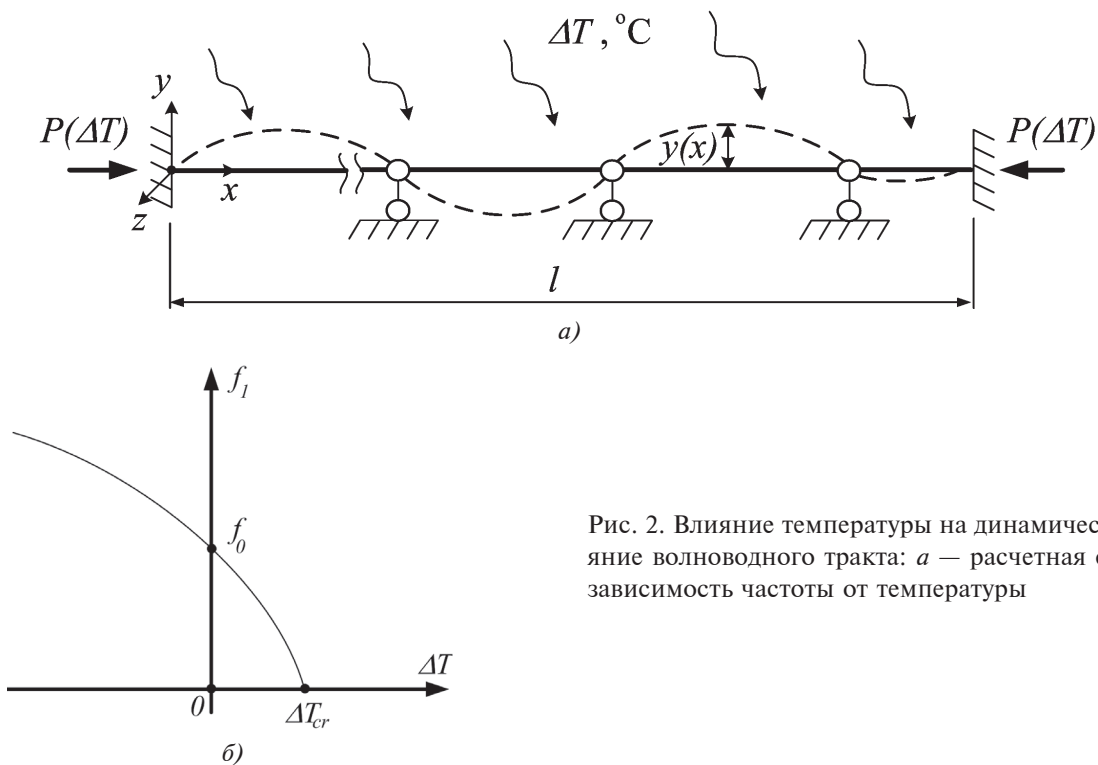 ΔT , °C
y
P(ΔT)
P(ΔT)
y(x)
x
z
l
а)
f₁
f₀
ΔT
0
ΔTcr
б)
Рис. 2. Влияние температуры на динамичес
яние волноводного тракта: а — расчетная
зависимость частоты от температуры